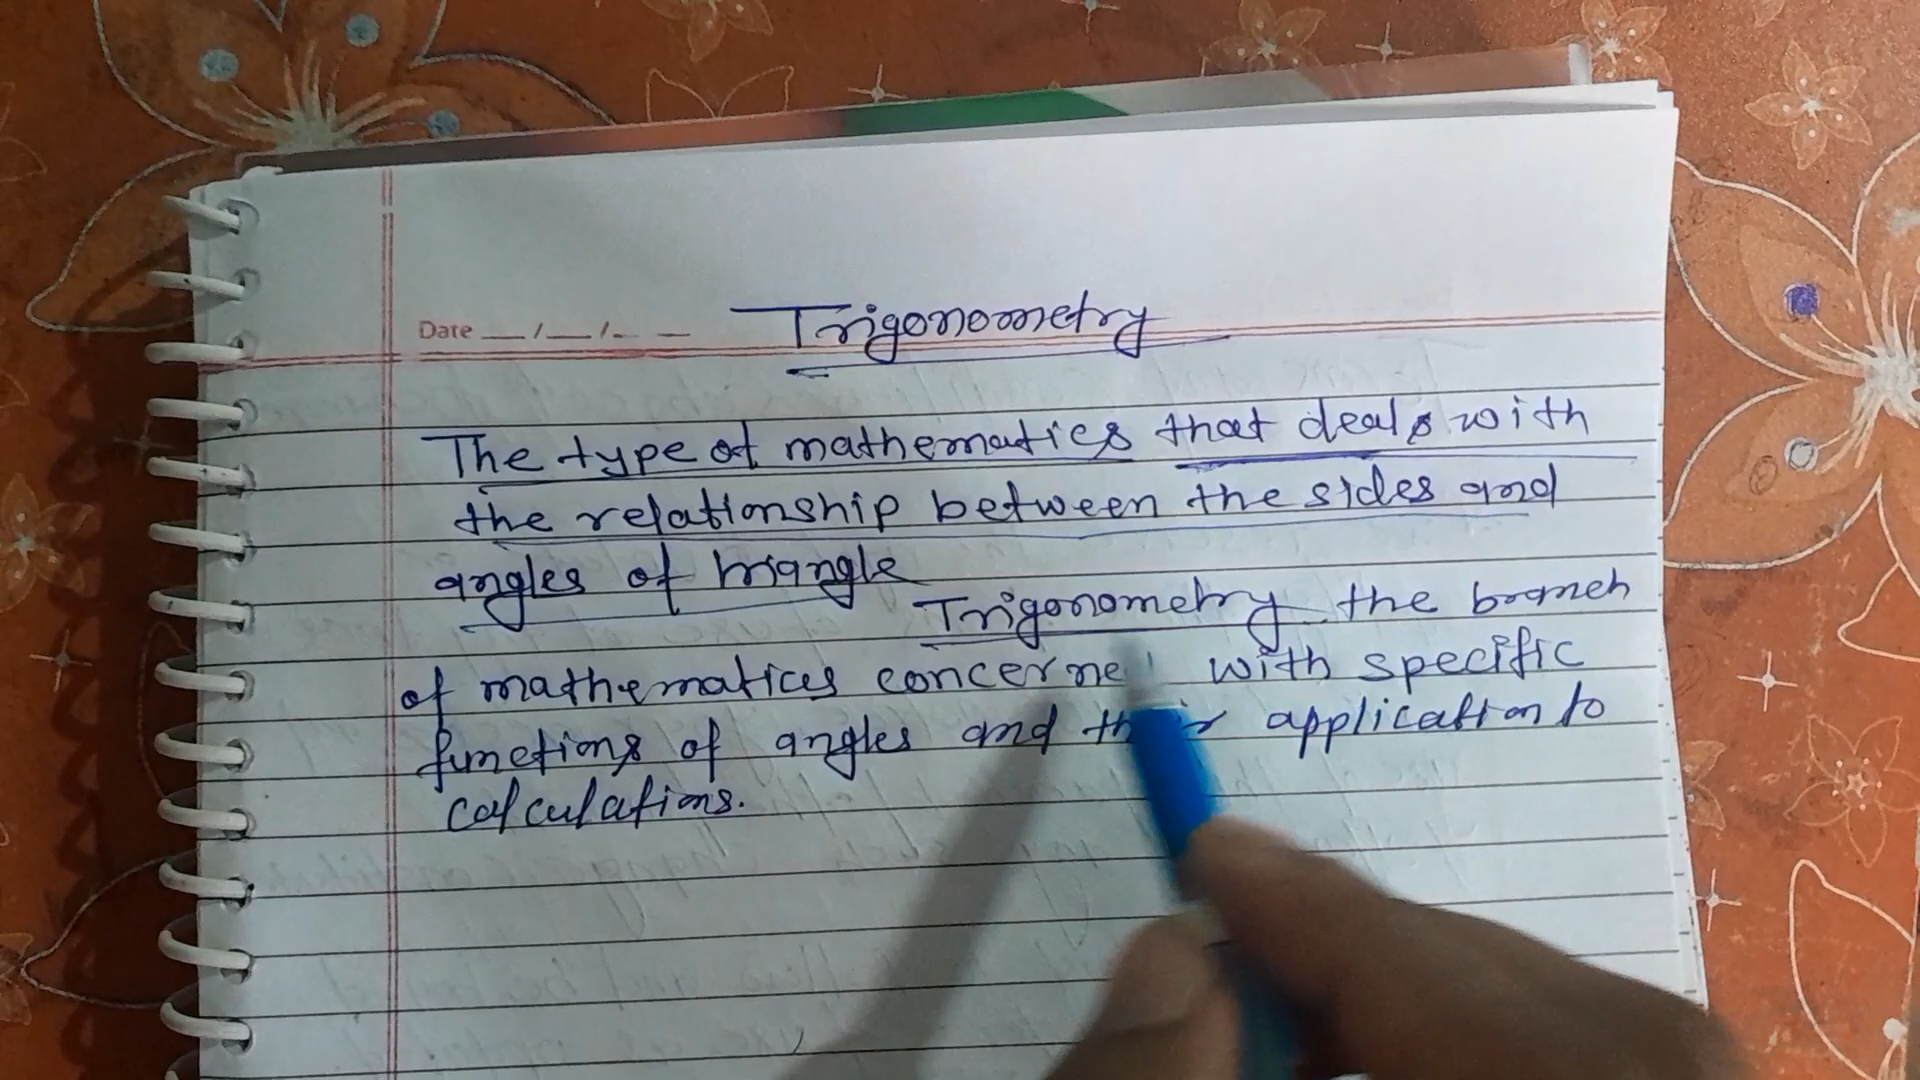 Date __/__/__ Trigonometry
The type of mathematics that deals with
the relationship between the sides and
angles of triangle
Trigonometry the branch
of mathematics concerned with specific
functions of angles and their application to
calculations.